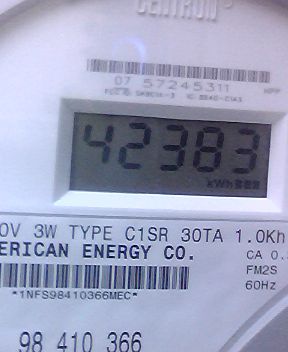 CENTRON
07 57245311
42383
kWh
0V 3W TYPE C1SR 30TA 1.0Kh
ERICAN ENERGY CO. CA 0.
FM2S
*1NFS98410366MEC* 60Hz
98 410 366